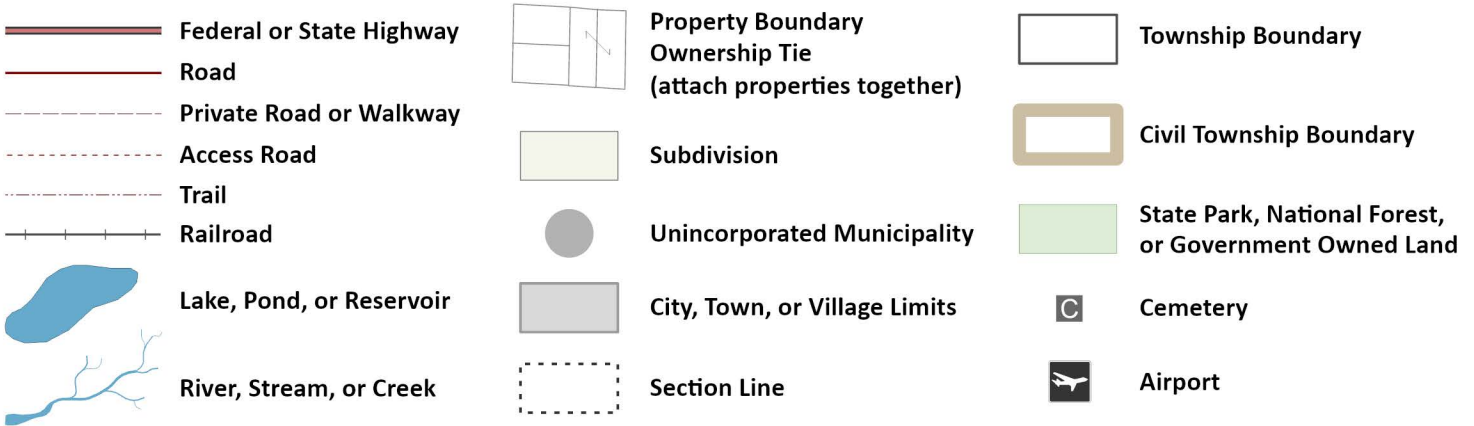 Federal or State Highway
Road
Private Road or Walkway
Access Road
Trail
Railroad
Lake, Pond, or Reservoir
River, Stream, or Creek
Property Boundary
Ownership Tie
(attach properties together)
Subdivision
Unincorporated Municipality
City, Town, or Village Limits
Section Line
Township Boundary
Civil Township Boundary
State Park, National Forest,
or Government Owned Land
C
Cemetery
Airport